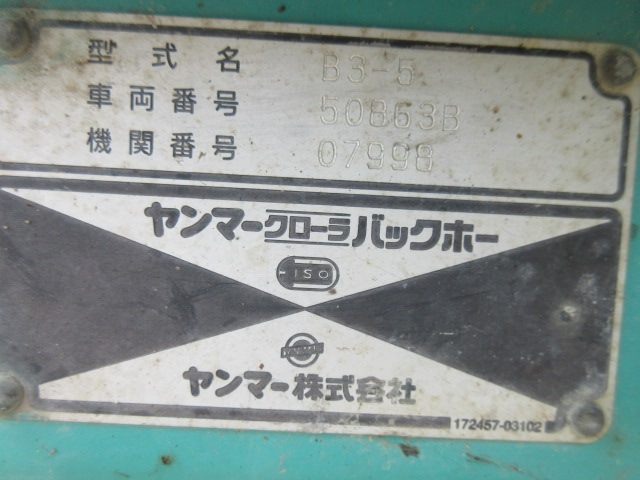 型式名 B3-5
車両番号 50863B
機関番号 07998
ヤンマークローラバックホー
ISO
YANMAR
ヤンマー株式会社
172457-03102